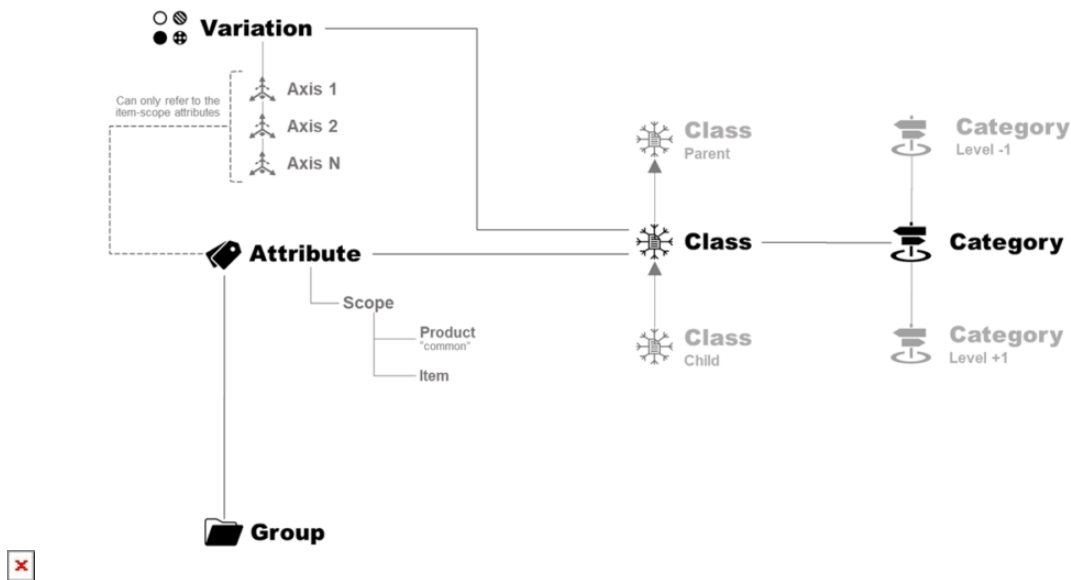 Variation
Axis 1
Can only refer to the
item-scope attributes
Axis 2
Axis N
Class
Parent
Category
Level -1
Attribute
Class
Category
Scope
Product
"common"
Item
Class
Child
Category
Level +1
Group